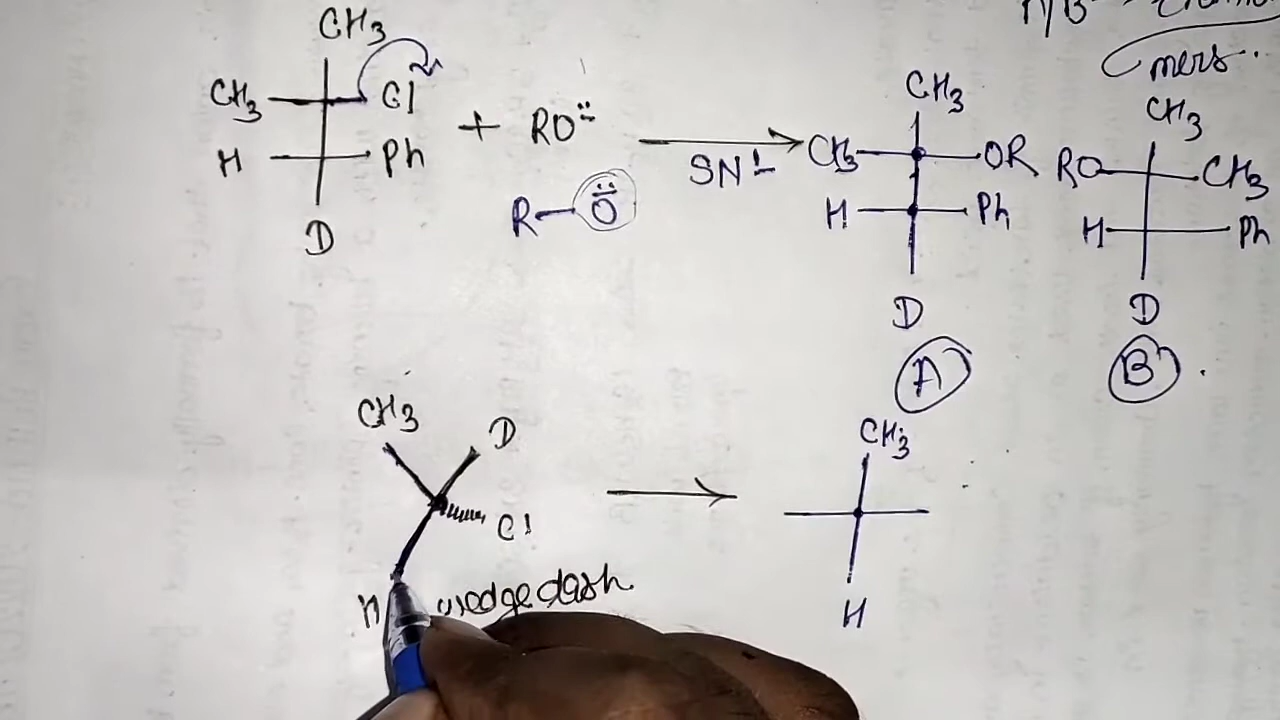 mers.
CH3
CH3 Cl
H Ph
D
+ RO
R-O
SN1
CH3
CH3 OR
H Ph
D
A
CH3
RO CH3
H Ph
D
B
CH3 D
Cl
H wedge dash
CH3
H